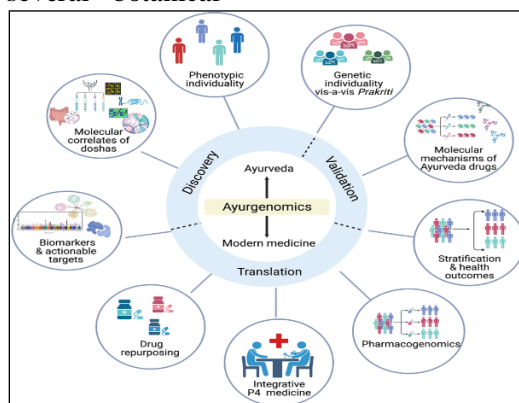 several botanical
Phenotypic individuality
Genetic individuality
vis-a-vis Prakriti
Molecular
correlates of
doshas
Molecular
mechanisms of
Ayurveda drugs
Discovery
Validation
Ayurveda
Ayurgenomics
Modern medicine
Translation
Biomarkers
& actionable
targets
Stratification
& health
outcomes
Drug
repurposing
Integrative
P4 medicine
Pharmacogenomics